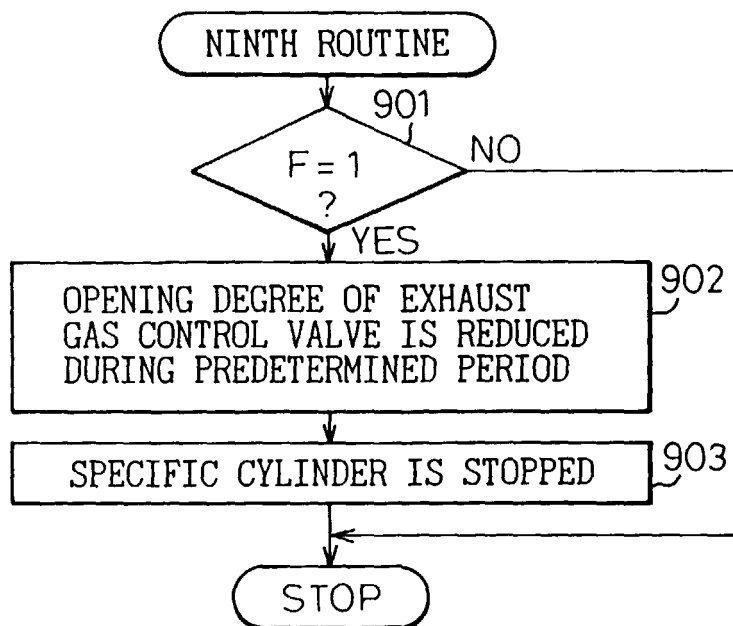 NINTH ROUTINE
901
F = 1
?
NO
YES
902
OPENING DEGREE OF EXHAUST
GAS CONTROL VALVE IS REDUCED
DURING PREDETERMINED PERIOD
903
SPECIFIC CYLINDER IS STOPPED
STOP